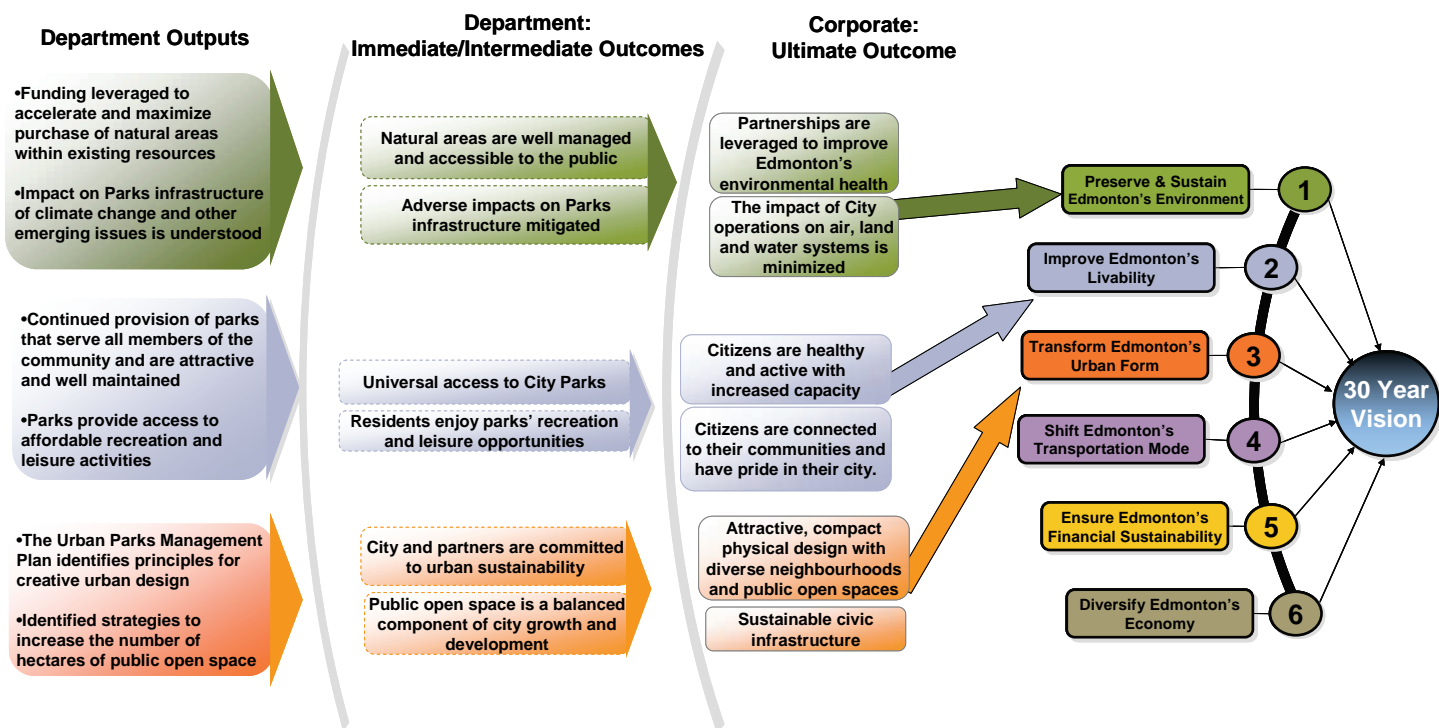 Department Outputs
•Funding leveraged to
accelerate and maximize
purchase of natural areas
within existing resources
•Impact on Parks infrastructure
of climate change and other
emerging issues is understood
•Continued provision of parks
that serve all members of the
community and are attractive
and well maintained
•Parks provide access to
affordable recreation and
leisure activities
•The Urban Parks Management
Plan identifies principles for
creative urban design
•Identified strategies to
increase the number of
hectares of public open space
Department:
Immediate/Intermediate Outcomes
Natural areas are well managed
and accessible to the public
Adverse impacts on Parks
infrastructure mitigated
Universal access to City Parks
Residents enjoy parks’ recreation
and leisure opportunities
City and partners are committed
to urban sustainability
Public open space is a balanced
component of city growth and
development
Corporate:
Ultimate Outcome
Partnerships are
leveraged to improve
Edmonton’s
environmental health
The impact of City
operations on air, land
and water systems is
minimized
Citizens are healthy
and active with
increased capacity
Citizens are connected
to their communities and
have pride in their city.
Attractive, compact
physical design with
diverse neighbourhoods
and public open spaces
Sustainable civic
infrastructure
Preserve & Sustain
Edmonton’s Environment
1
Improve Edmonton’s
Livability
2
Transform Edmonton’s
Urban Form
3
Shift Edmonton’s
Transportation Mode
4
Ensure Edmonton’s
Financial Sustainability
5
Diversify Edmonton’s
Economy
6
30 Year
Vision